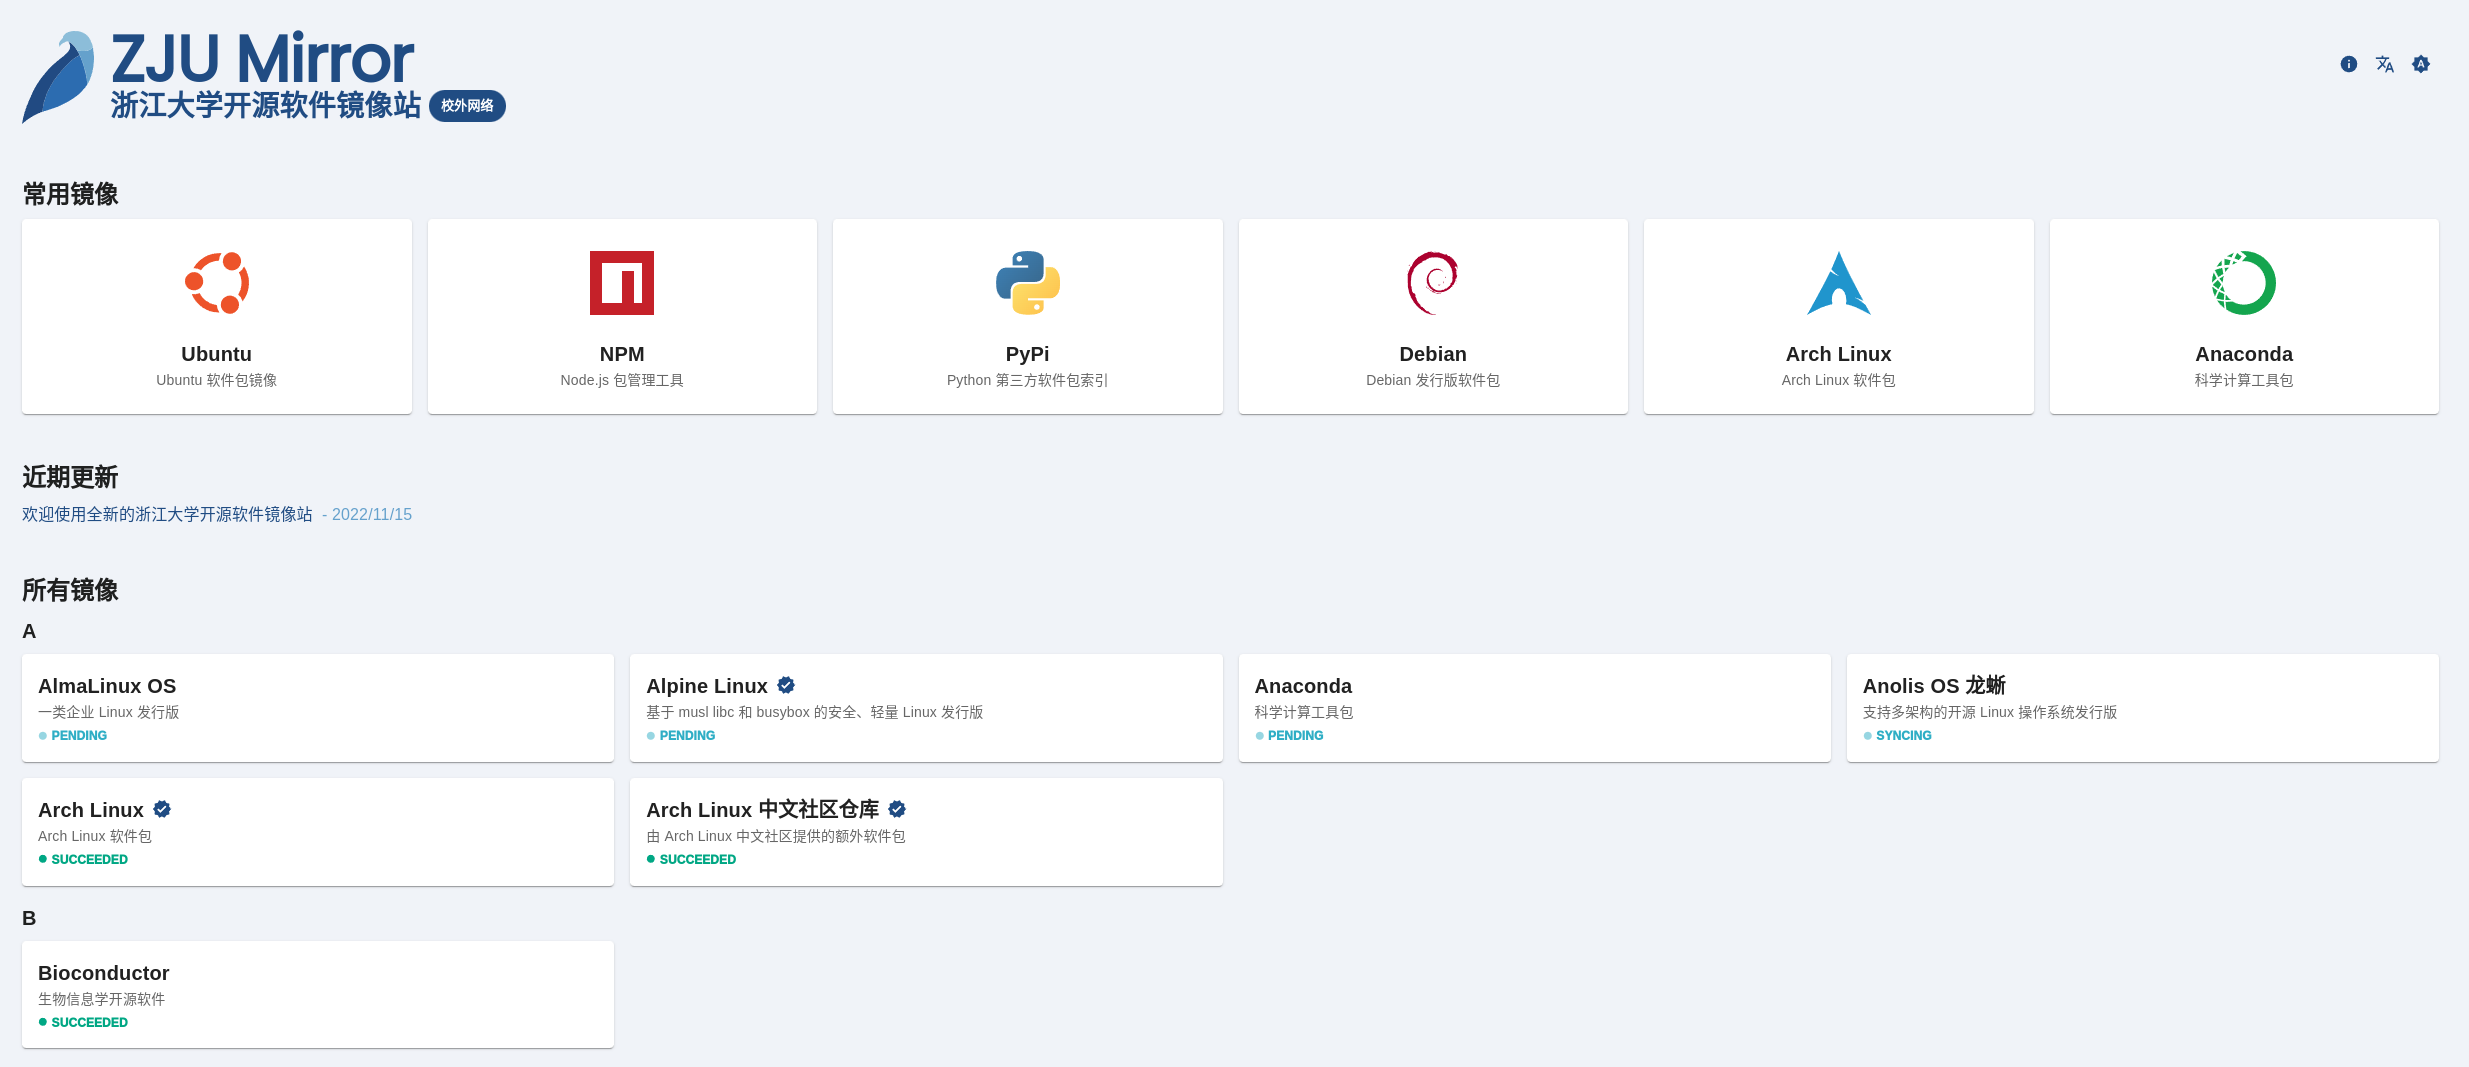 ZJU Mirror
浙江大学开源软件镜像站 校外网络
常用镜像
Ubuntu
Ubuntu 软件包镜像
NPM
Node.js 包管理工具
PyPi
Python 第三方软件包索引
Debian
Debian 发行版软件包
Arch Linux
Arch Linux 软件包
Anaconda
科学计算工具包
近期更新
欢迎使用全新的浙江大学开源软件镜像站 - 2022/11/15
所有镜像
A
AlmaLinux OS
一类企业 Linux 发行版
PENDING
Alpine Linux
基于 musl libc 和 busybox 的安全、轻量 Linux 发行版
PENDING
Anaconda
科学计算工具包
PENDING
Anolis OS 龙蜥
支持多架构的开源 Linux 操作系统发行版
SYNCING
Arch Linux
Arch Linux 软件包
SUCCEEDED
Arch Linux 中文社区仓库
由 Arch Linux 中文社区提供的额外软件包
SUCCEEDED
B
Bioconductor
生物信息学开源软件
SUCCEEDED